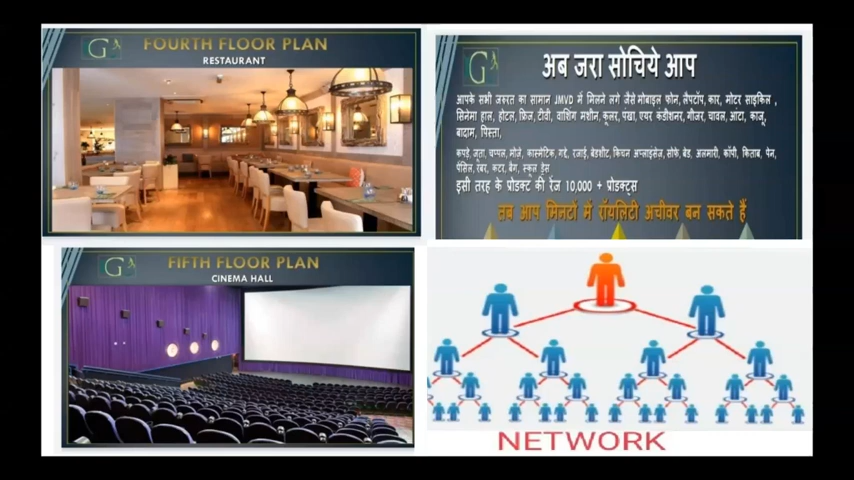 FOURTH FLOOR PLAN
RESTAURANT
अब जरा सोचिये आप
आपके सभी जरुरत का सामान JMVD में मिलने लगे जैसे मोबाइल फोन, लैपटॉप, कार, मोटर साइकिल ,
सिनेमा हाल, होटल, फ्रिज, टीवी, वाशिंग मशीन, कूलर, पंखा, एयर कंडीशनर, गीजर, चावल, आंटा, काजू,
बादाम, पिस्ता,
कपड़े, जूता, चप्पल, मोजे, कास्मैटिक, गद्दे, रजाई, बेडशीट, किचन अप्लाइंसेज, सोफे, बेड, अलमारी, कॉपी, किताब, पेन,
पेंसिल, रबर, कटर, बैग, स्कूल ड्रेस
इसी तरह के प्रोडक्ट की रेंज 10,000 + प्रोडक्ट्स
तब आप मिनटों में रॉयलिटी अचीवर बन सकते हैं
FIFTH FLOOR PLAN
CINEMA HALL
NETWORK